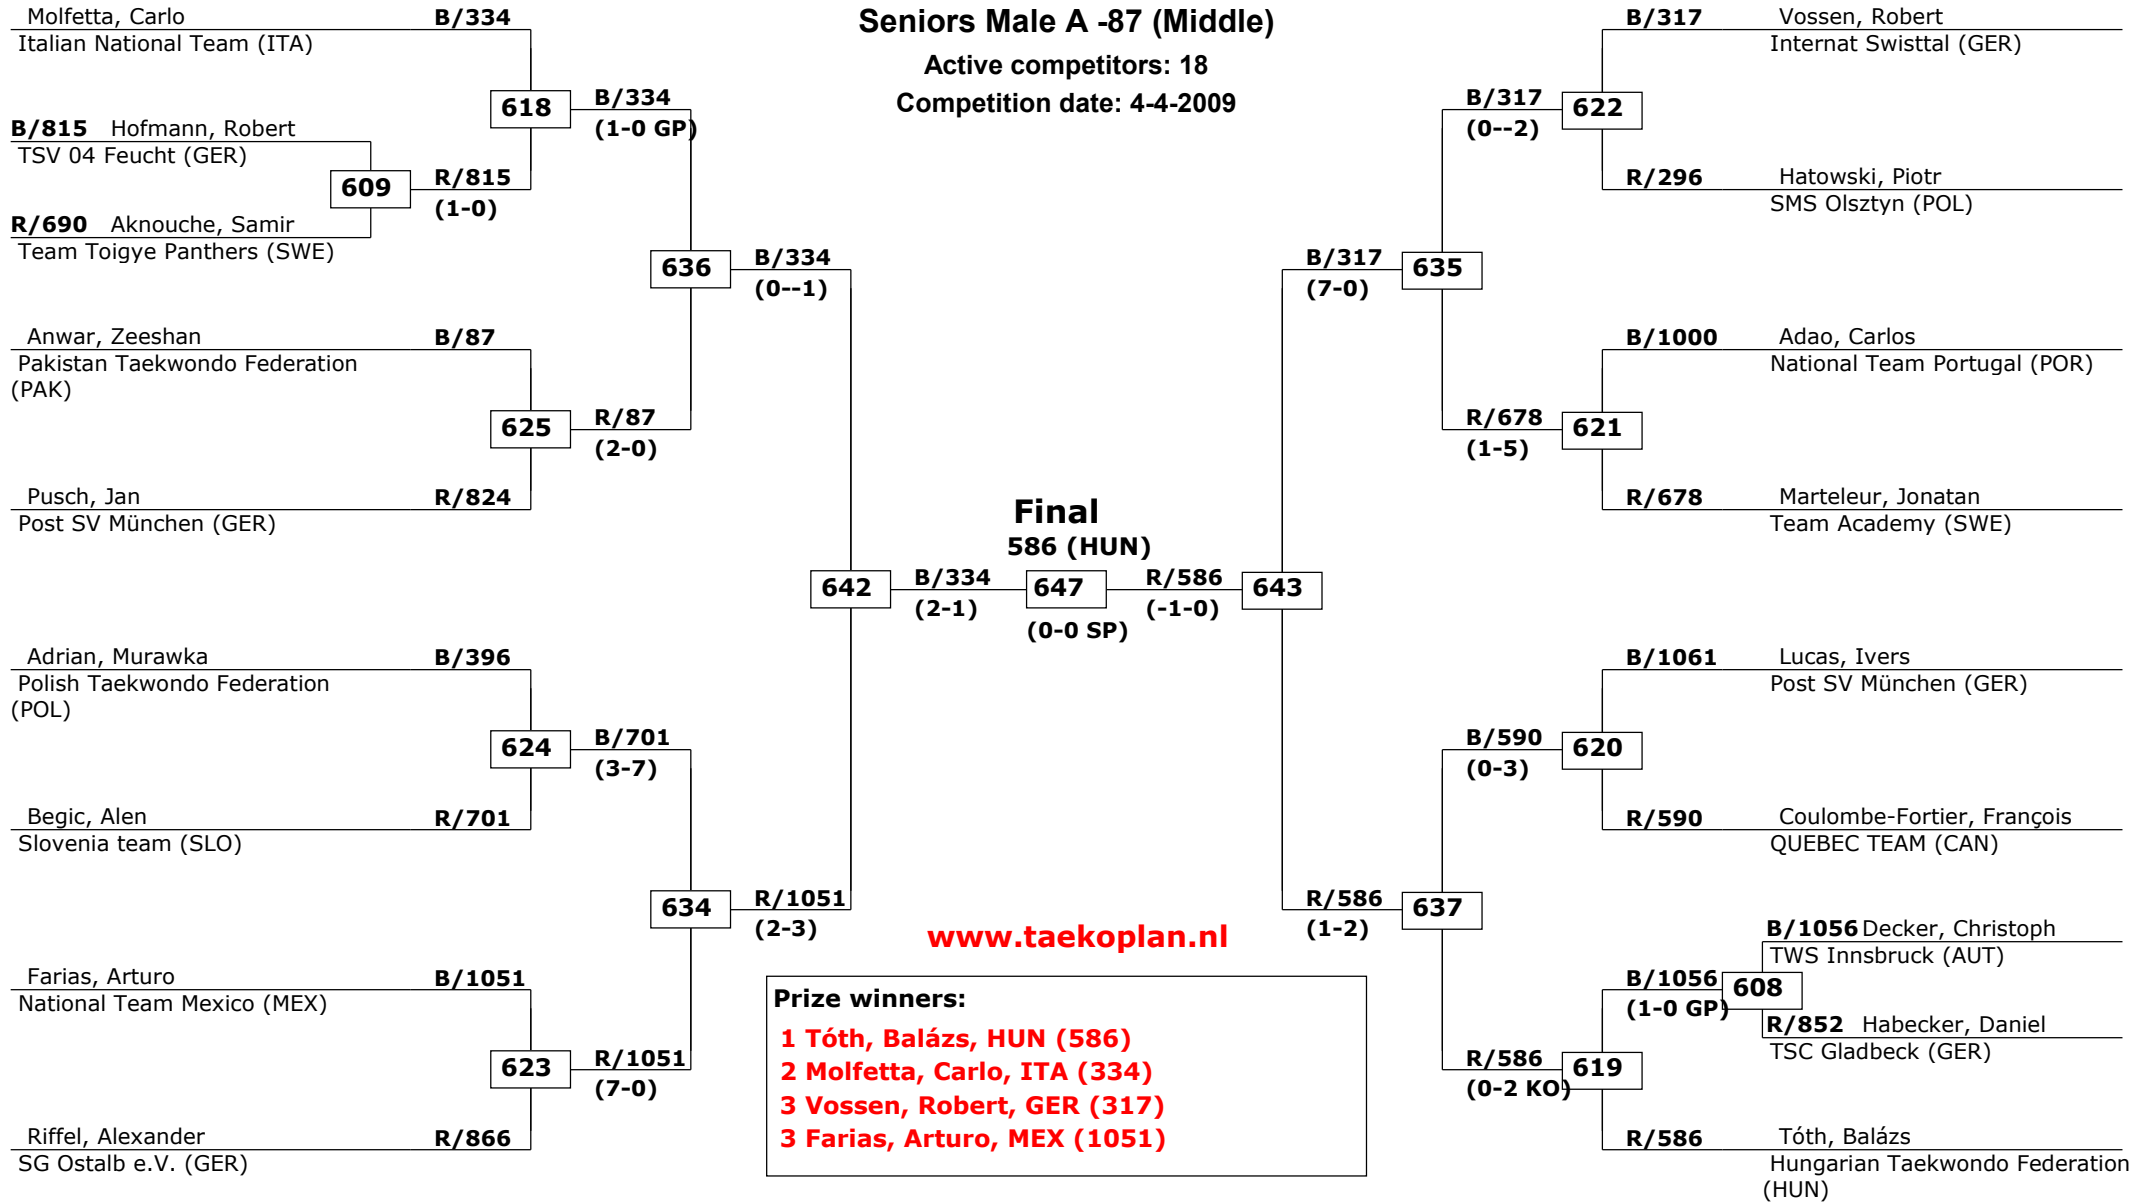 Seniors Male A -87 (Middle)
Active competitors: 18
Competition date: 4-4-2009
Molfetta, Carlo B/334
Italian National Team (ITA)
618
B/334
(1-0 GP)
B/815 Hofmann, Robert
TSV 04 Feucht (GER)
609
R/815
(1-0)
R/690 Aknouche, Samir
Team Toigye Panthers (SWE)
636
B/334
(0--1)
Anwar, Zeeshan B/87
Pakistan Taekwondo Federation
(PAK)
625
R/87
(2-0)
Pusch, Jan R/824
Post SV München (GER)
642
B/334
(2-1)
Adrian, Murawka B/396
Polish Taekwondo Federation
(POL)
624
B/701
(3-7)
Begic, Alen R/701
Slovenia team (SLO)
634
R/1051
(2-3)
Farias, Arturo B/1051
National Team Mexico (MEX)
623
R/1051
(7-0)
Riffel, Alexander R/866
SG Ostalb e.V. (GER)
Final
586 (HUN)
647
(0-0 SP)
R/586
(-1-0)
643
B/317 Vossen, Robert
Internat Swisttal (GER)
B/317
(0--2)
622
R/296 Hatowski, Piotr
SMS Olsztyn (POL)
B/317
(7-0)
635
B/1000 Adao, Carlos
National Team Portugal (POR)
R/678
(1-5)
621
R/678 Marteleur, Jonatan
Team Academy (SWE)
B/1061 Lucas, Ivers
Post SV München (GER)
B/590
(0-3)
620
R/590 Coulombe-Fortier, François
QUEBEC TEAM (CAN)
R/586
(1-2)
637
B/1056 Decker, Christoph
TWS Innsbruck (AUT)
B/1056
(1-0 GP)
608
R/852 Habecker, Daniel
TSC Gladbeck (GER)
R/586
(0-2 KO)
619
R/586 Tóth, Balázs
Hungarian Taekwondo Federation
(HUN)
www.taekoplan.nl
Prize winners:
1 Tóth, Balázs, HUN (586)
2 Molfetta, Carlo, ITA (334)
3 Vossen, Robert, GER (317)
3 Farias, Arturo, MEX (1051)